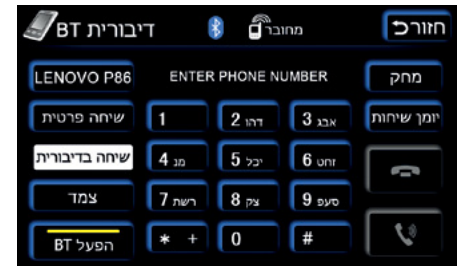 דיבורית BT
מחובר
חזור
LENOVO P86
ENTER PHONE NUMBER
מחק
שיחה פרטית
1
2 דהו
3 אבג
יומן שיחות
שיחה בדיבורית
4 מנ
5 יכל
6 זחט
צמד
7 רשת
8 צק
9 סעפ
הפעל BT
* +
0
#